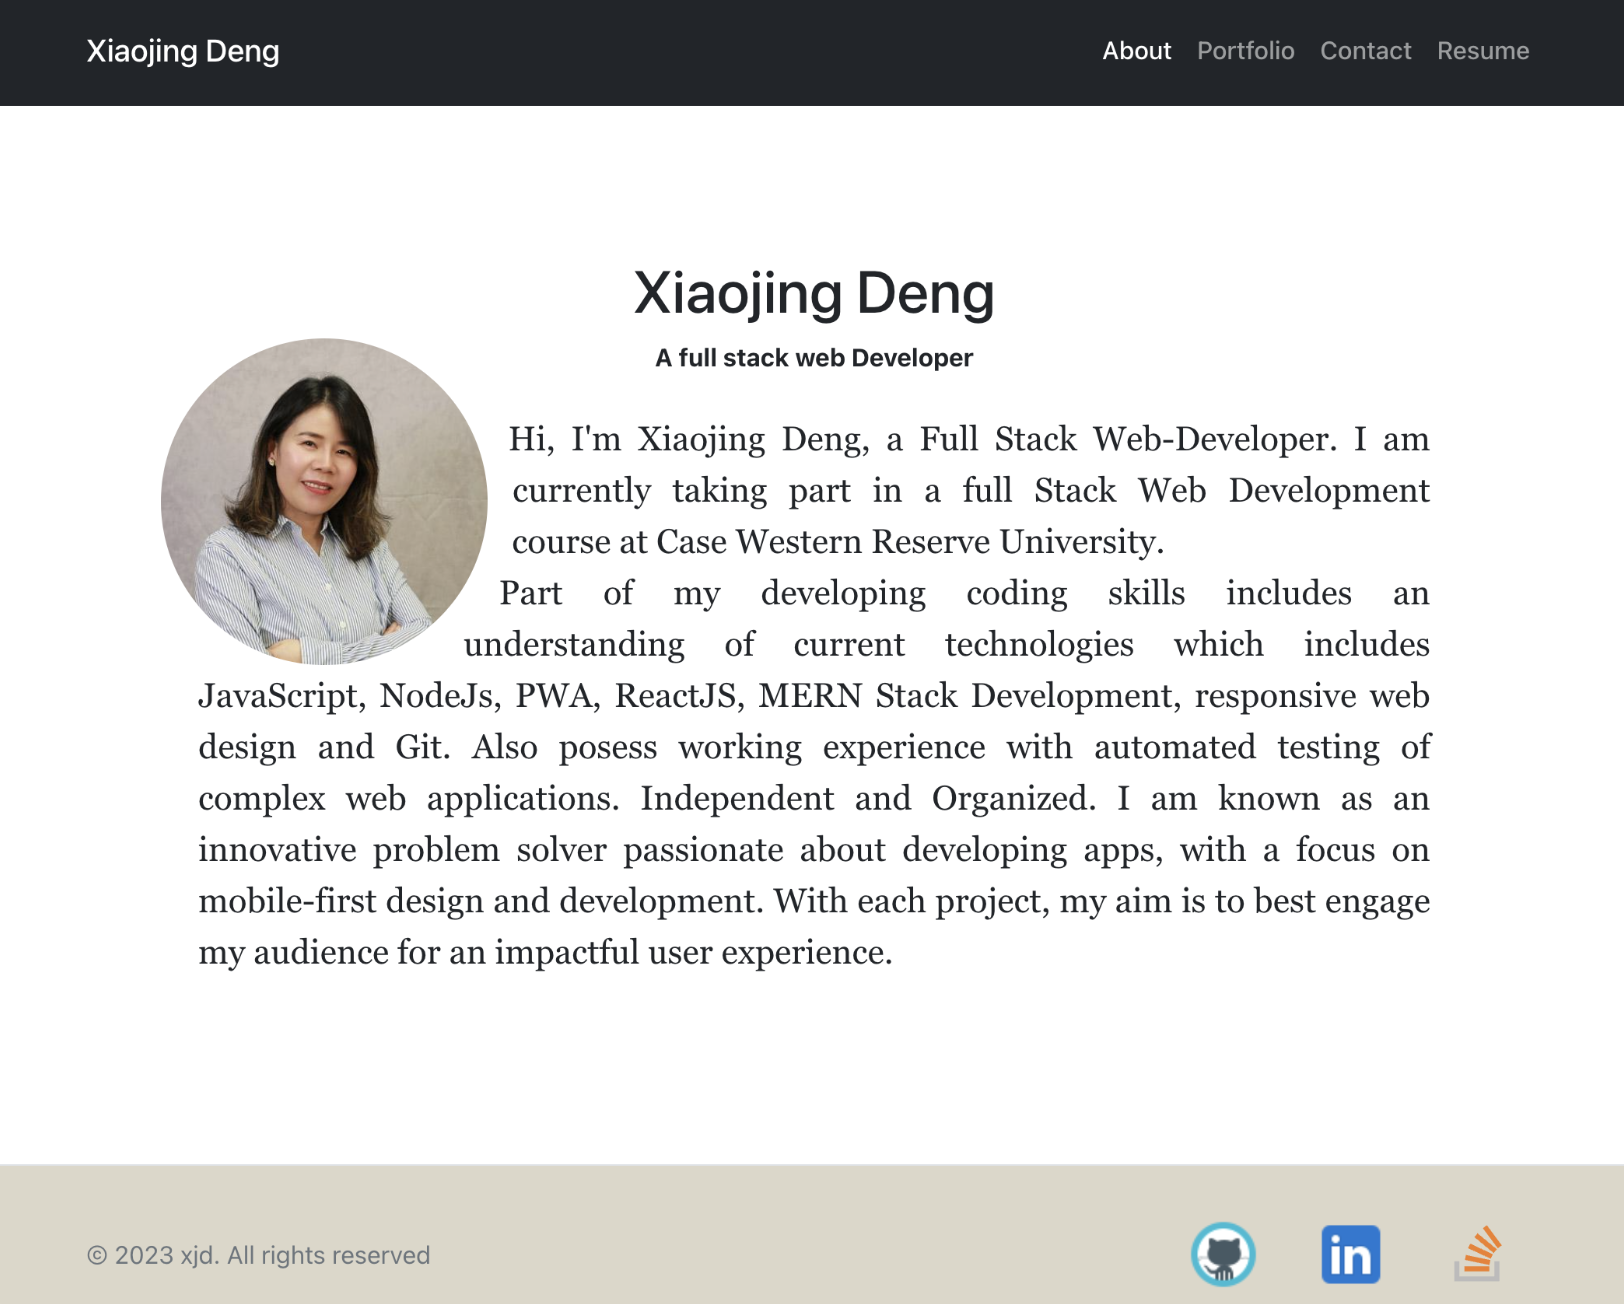 Xiaojing Deng
About Portfolio Contact Resume
Xiaojing Deng
A full stack web Developer
Hi, I'm Xiaojing Deng, a Full Stack Web-Developer. I am
currently taking part in a full Stack Web Development
course at Case Western Reserve University.
Part of my developing coding skills includes an
understanding of current technologies which includes
JavaScript, NodeJs, PWA, ReactJS, MERN Stack Development, responsive web
design and Git. Also posess working experience with automated testing of
complex web applications. Independent and Organized. I am known as an
innovative problem solver passionate about developing apps, with a focus on
mobile-first design and development. With each project, my aim is to best engage
my audience for an impactful user experience.
© 2023 xjd. All rights reserved
in